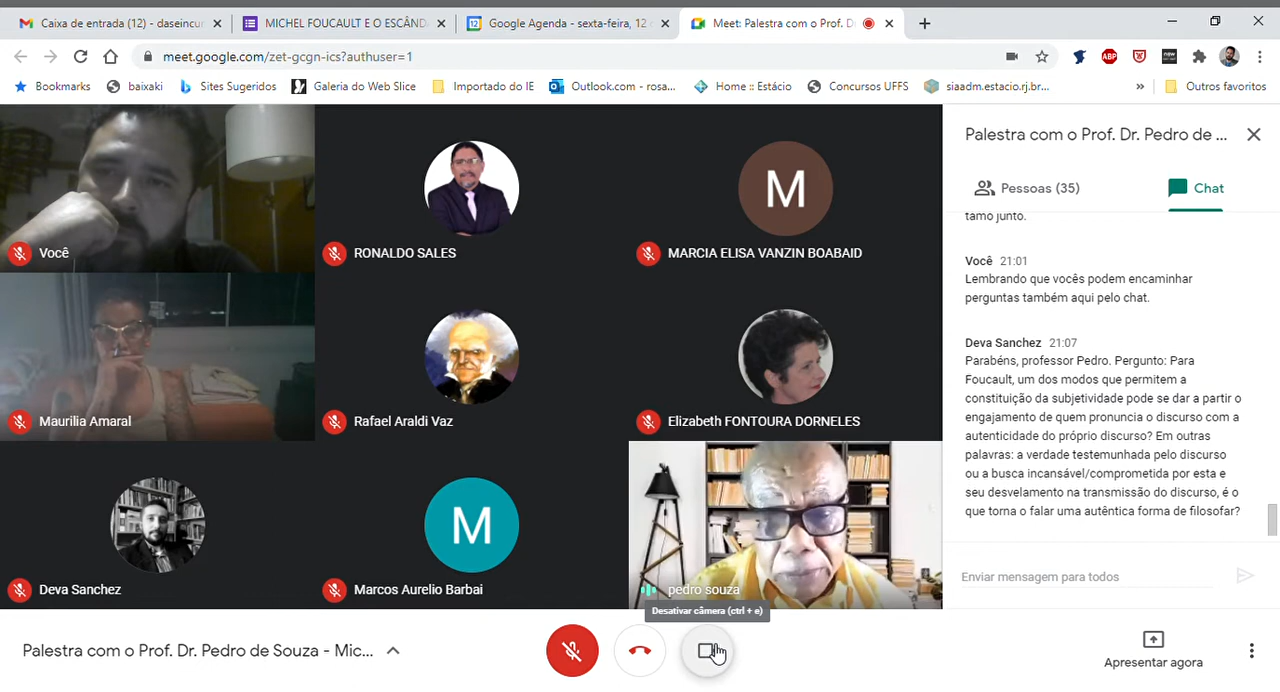 Caixa de entrada (12) - daseincur
MICHEL FOUCAULT E O ESCÂND
Google Agenda - sexta-feira, 12 c
Meet: Palestra com o Prof. D
meet.google.com/zet-gcgn-ics?authuser=1
ABP
Bookmarks
baixaki
Sites Sugeridos
Galeria do Web Slice
Importado do IE
Outlook.com - rosa...
Home :: Estácio
Concursos UFFS
siaadm.estacio.rj.br...
»
Outros favoritos
Você
RONALDO SALES
M
MARCIA ELISA VANZIN BOABAID
Maurilia Amaral
Rafael Araldi Vaz
Elizabeth FONTOURA DORNELES
Deva Sanchez
M
Marcos Aurelio Barbai
pedro souza
Desativar câmera (ctrl + e)
Palestra com o Prof. Dr. Pedro de Souza - Mic...
Palestra com o Prof. Dr. Pedro de ...
Pessoas (35)
Chat
tamo junto.
Você 21:01
Lembrando que vocês podem encaminhar
perguntas também aqui pelo chat.
Deva Sanchez 21:07
Parabéns, professor Pedro. Pergunto: Para
Foucault, um dos modos que permitem a
constituição da subjetividade pode se dar a partir o
engajamento de quem pronuncia o discurso com a
autenticidade do próprio discurso? Em outras
palavras: a verdade testemunhada pelo discurso
ou a busca incansável/comprometida por esta e
seu desvelamento na transmissão do discurso, é o
que torna o falar uma autêntica forma de filosofar?
Enviar mensagem para todos
Apresentar agora